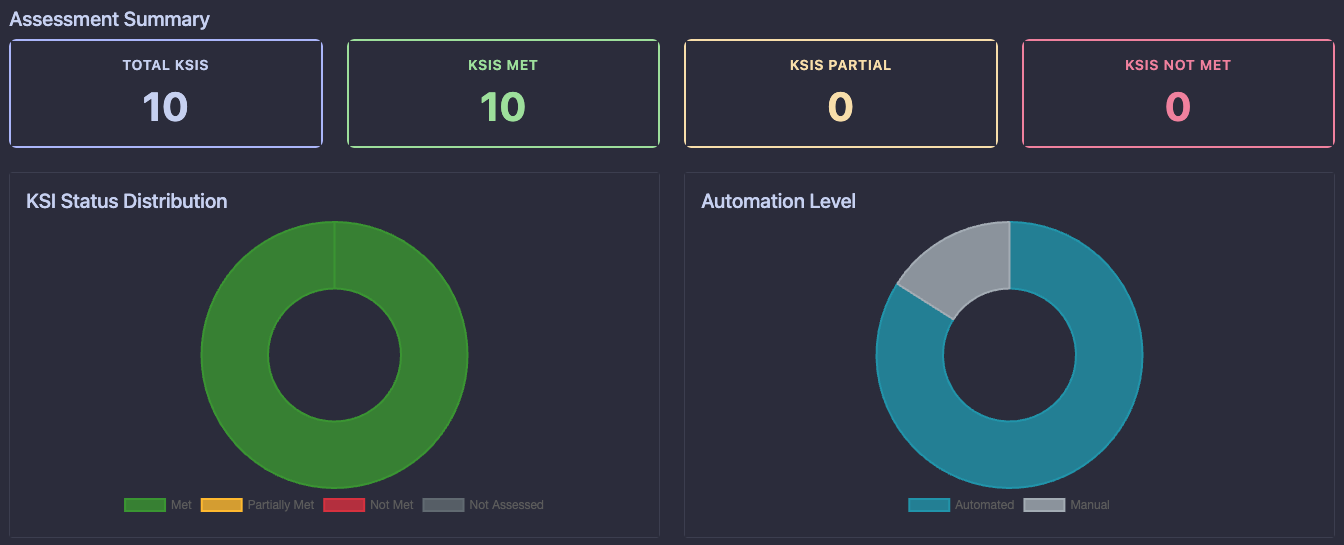 Assessment Summary
TOTAL KSIS
10
KSIS MET
10
KSIS PARTIAL
0
KSIS NOT MET
0
KSI Status Distribution
Met
Partially Met
Not Met
Not Assessed
Automation Level
Automated
Manual